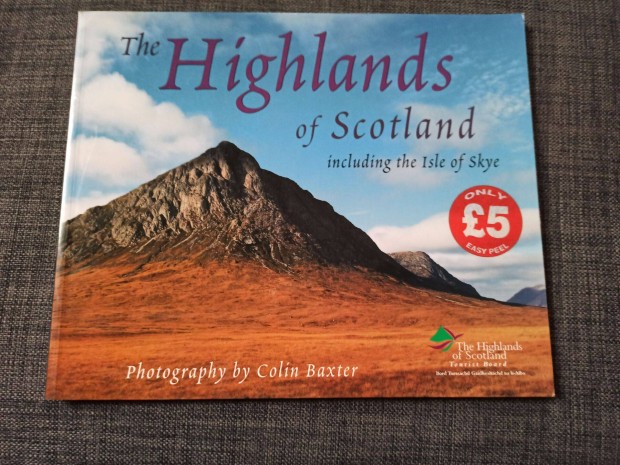 The Highlands
of Scotland
including the Isle of Skye
ONLY
£5
EASY PEEL
The Highlands
of Scotland
Tourist Board
Photography by Colin Baxter